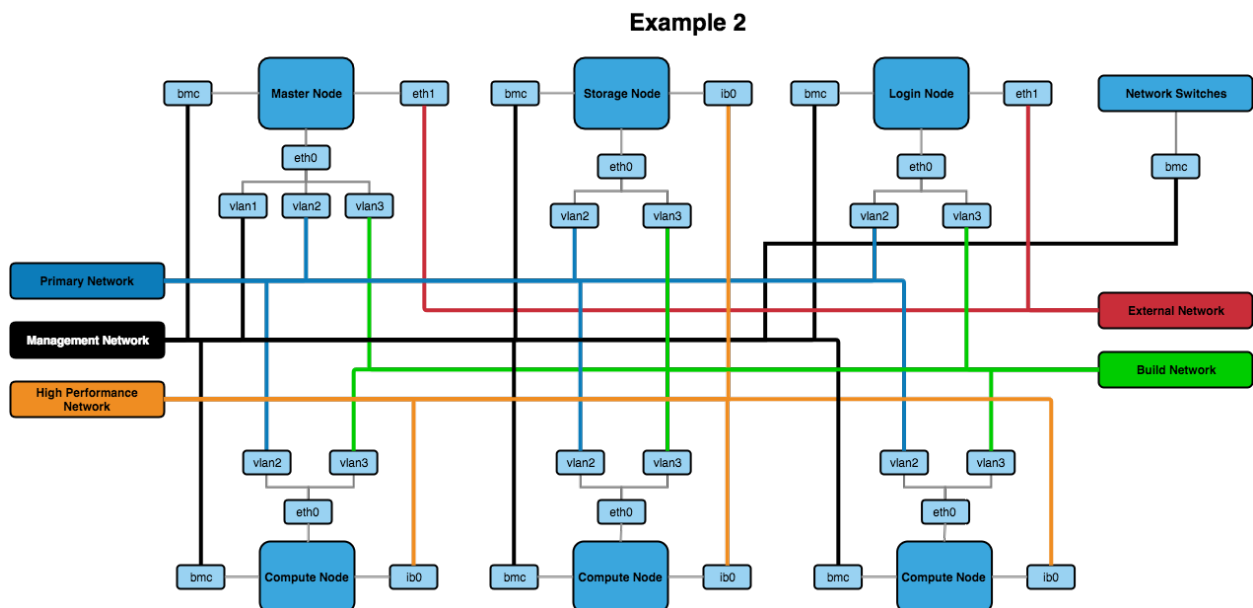 Example 2
bmc
Master Node
eth1
bmc
Storage Node
ib0
bmc
Login Node
eth1
Network Switches
eth0
eth0
eth0
bmc
vlan1
vlan2
vlan3
vlan2
vlan3
vlan2
vlan3
Primary Network
External Network
Management Network
Build Network
High Performance
Network
vlan2
vlan3
vlan2
vlan3
vlan2
vlan3
eth0
eth0
eth0
bmc
Compute Node
ib0
bmc
Compute Node
ib0
bmc
Compute Node
ib0